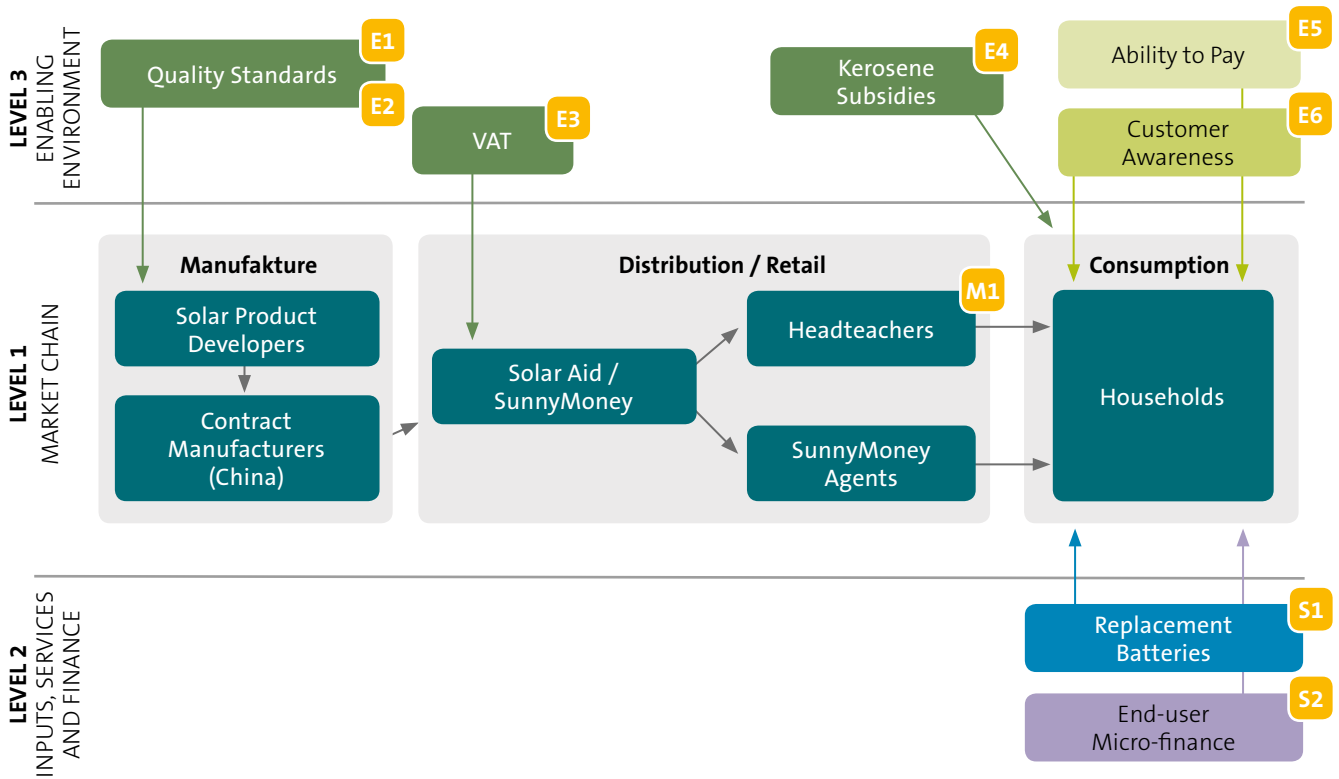 LEVEL 3
ENABLING
ENVIRONMENT
Quality Standards
E1
E2
VAT
E3
Kerosene
Subsidies
E4
Ability to Pay
E5
Customer
Awareness
E6
LEVEL 1
MARKET CHAIN
Manufakture
Solar Product
Developers
Contract
Manufacturers
(China)
Distribution / Retail
Solar Aid /
SunnyMoney
Headteachers
M1
SunnyMoney
Agents
Consumption
Households
LEVEL 2
INPUTS, SERVICES
AND FINANCE
Replacement
Batteries
S1
End-user
Micro-finance
S2